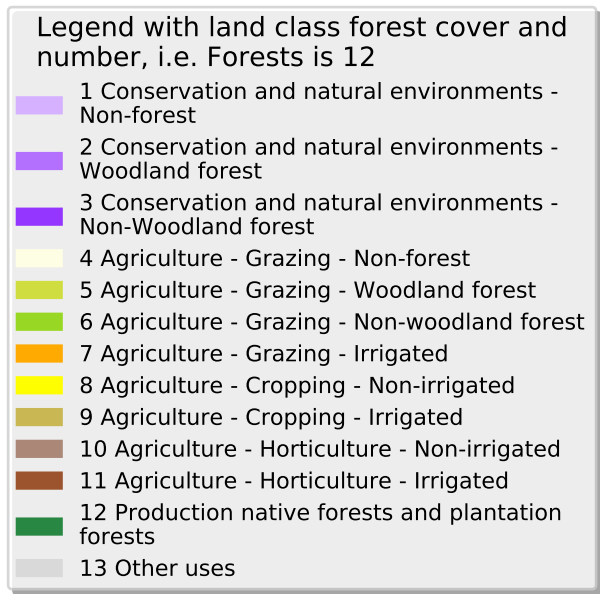 Legend with land class forest cover and
number, i.e. Forests is 12
1 Conservation and natural environments -
Non-forest
2 Conservation and natural environments -
Woodland forest
3 Conservation and natural environments -
Non-Woodland forest
4 Agriculture - Grazing - Non-forest
5 Agriculture - Grazing - Woodland forest
6 Agriculture - Grazing - Non-woodland forest
7 Agriculture - Grazing - Irrigated
8 Agriculture - Cropping - Non-irrigated
9 Agriculture - Cropping - Irrigated
10 Agriculture - Horticulture - Non-irrigated
11 Agriculture - Horticulture - Irrigated
12 Production native forests and plantation
forests
13 Other uses